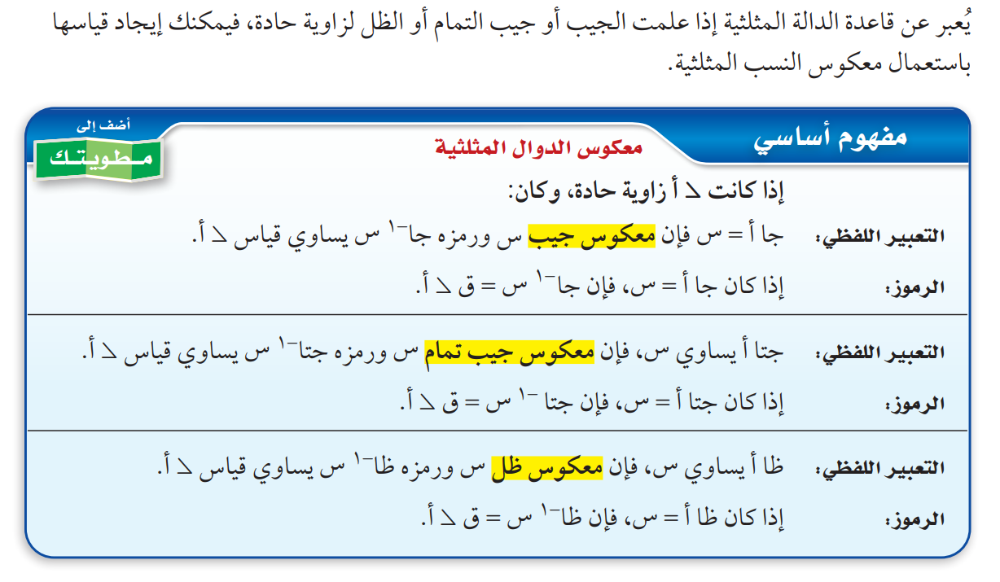 يُعبر عن قاعدة الدالة المثلثية إذا علمت الجيب أو جيب التمام أو الظل لزاوية حادة، فيمكنك إيجاد قياسها
باستعمال معكوس النسب المثلثية.
مفهوم أساسي
معكوس الدوال المثلثية
أضف إلى
مـطويـتـك
إذا كانت ∠ أ زاوية حادة، وكان:
التعبير اللفظي: جا أ = س فإن معكوس جيب س ورمزه جا⁻¹ س يساوي قياس ∠ أ.
الرموز: إذا كان جا أ = س، فإن جا⁻¹ س = ق ∠ أ.
التعبير اللفظي: جتا أ يساوي س، فإن معكوس جيب تمام س ورمزه جتا⁻¹ س يساوي قياس ∠ أ.
الرموز: إذا كان جتا أ = س، فإن جتا ⁻¹ س = ق ∠ أ.
التعبير اللفظي: ظا أ يساوي س، فإن معكوس ظل س ورمزه ظا⁻¹ س يساوي قياس ∠ أ.
الرموز: إذا كان ظا أ = س، فإن ظا⁻¹ س = ق ∠ أ.